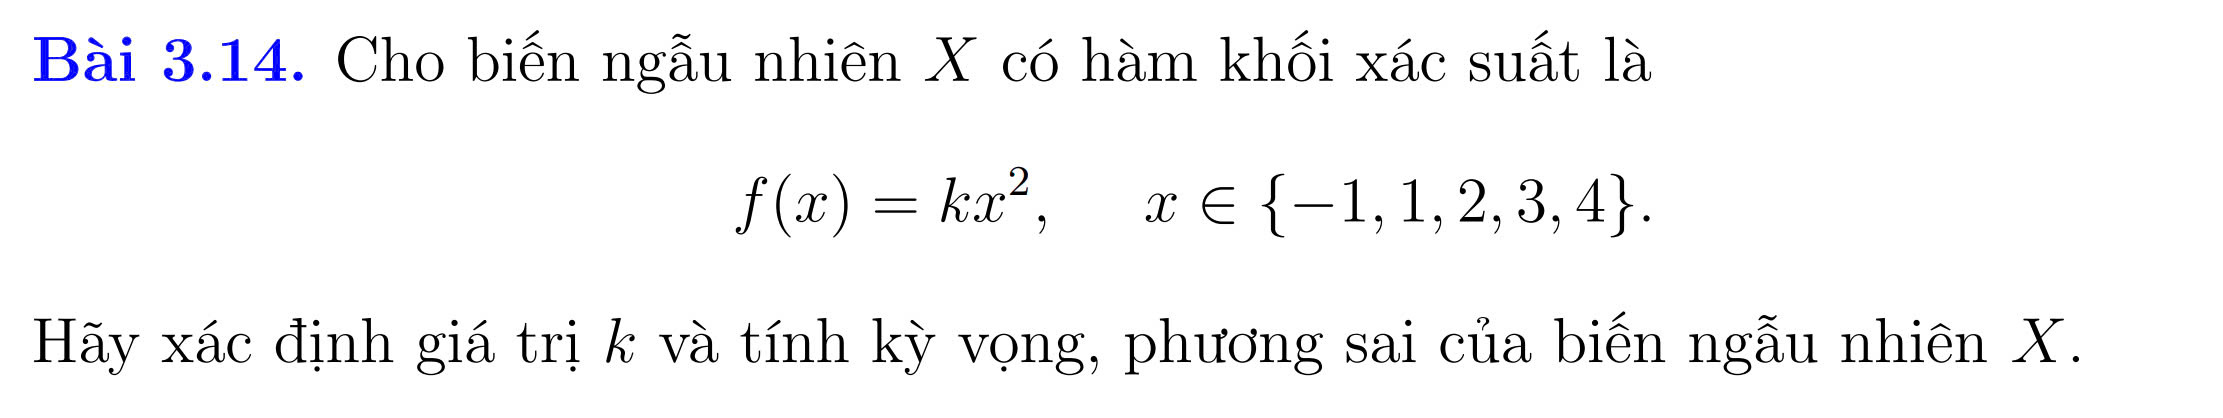 Bài 3.14. Cho biến ngẫu nhiên X có hàm khối xác suất là
f(x) = kx², x ∈ {−1, 1, 2, 3, 4}.
Hãy xác định giá trị k và tính kỳ vọng, phương sai của biến ngẫu nhiên X.